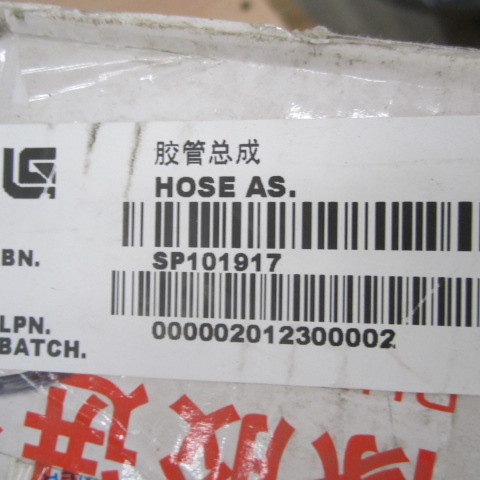 胶管总成
HOSE AS.
BN. SP101917
LPN. 000002012300002
BATCH.